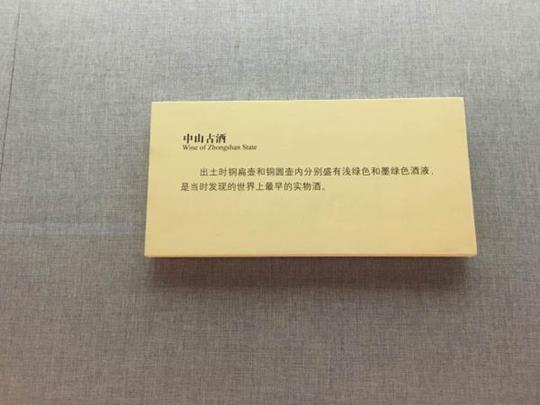 中山古酒
Wine of Zhongshan State
出土时铜扁壶和铜圆壶内分别盛有浅绿色和墨绿色酒液，
是当时发现的世界上最早的实物酒。